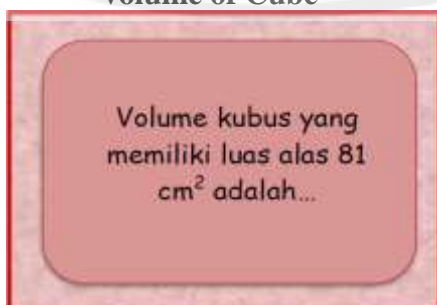 Volume of Cube
Volume kubus yang
memiliki luas alas 81
cm² adalah...